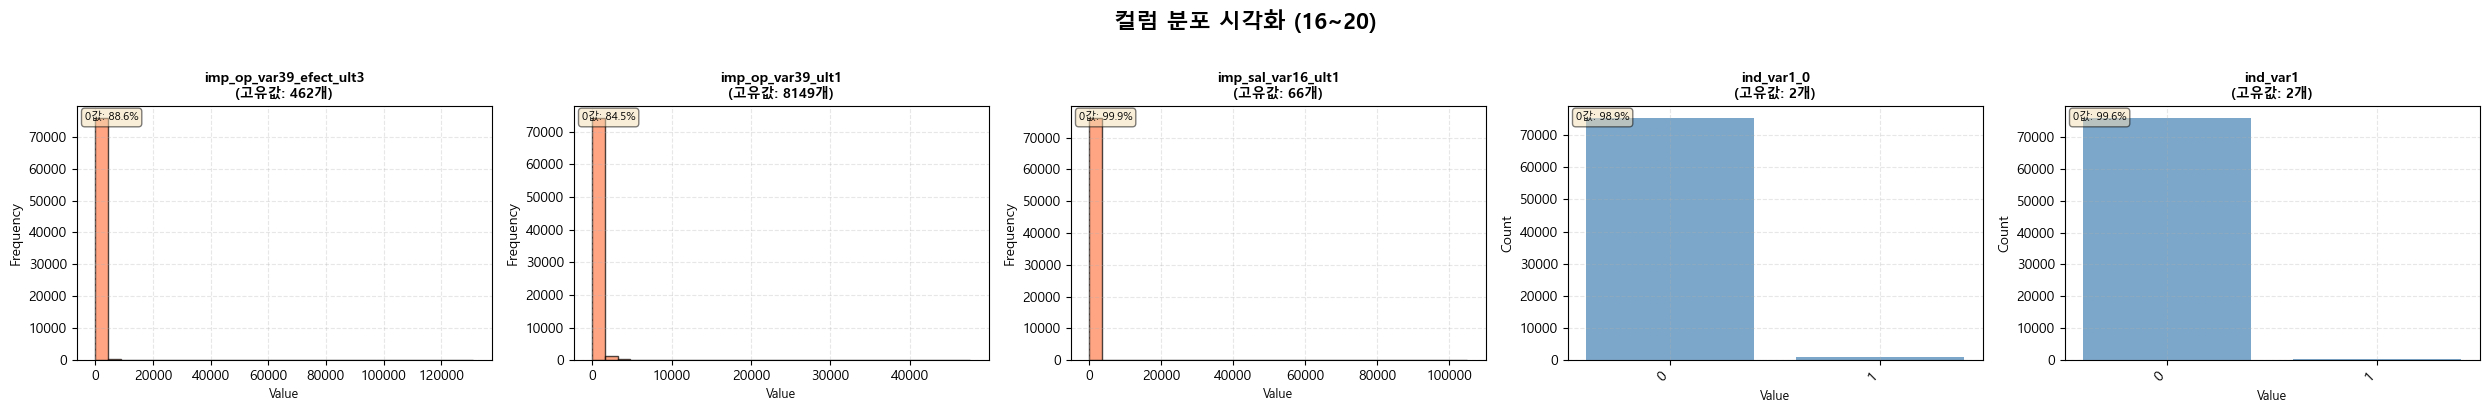 컬럼 분포 시각화 (16~20)
imp_op_var39_efect_ult3
(고유값: 462개)
0값: 88.6%
70000
60000
50000
40000
30000
20000
10000
0
Frequency
0 20000 40000 60000 80000 100000 120000
Value
imp_op_var39_ult1
(고유값: 8149개)
0값: 84.5%
70000
60000
50000
40000
30000
20000
10000
0
Frequency
0 10000 20000 30000 40000
Value
imp_sal_var16_ult1
(고유값: 66개)
0값: 99.9%
70000
60000
50000
40000
30000
20000
10000
0
Frequency
0 20000 40000 60000 80000 100000
Value
ind_var1_0
(고유값: 2개)
0값: 98.9%
70000
60000
50000
40000
30000
20000
10000
0
Count
0 1
Value
ind_var1
(고유값: 2개)
0값: 99.6%
70000
60000
50000
40000
30000
20000
10000
0
Count
0 1
Value